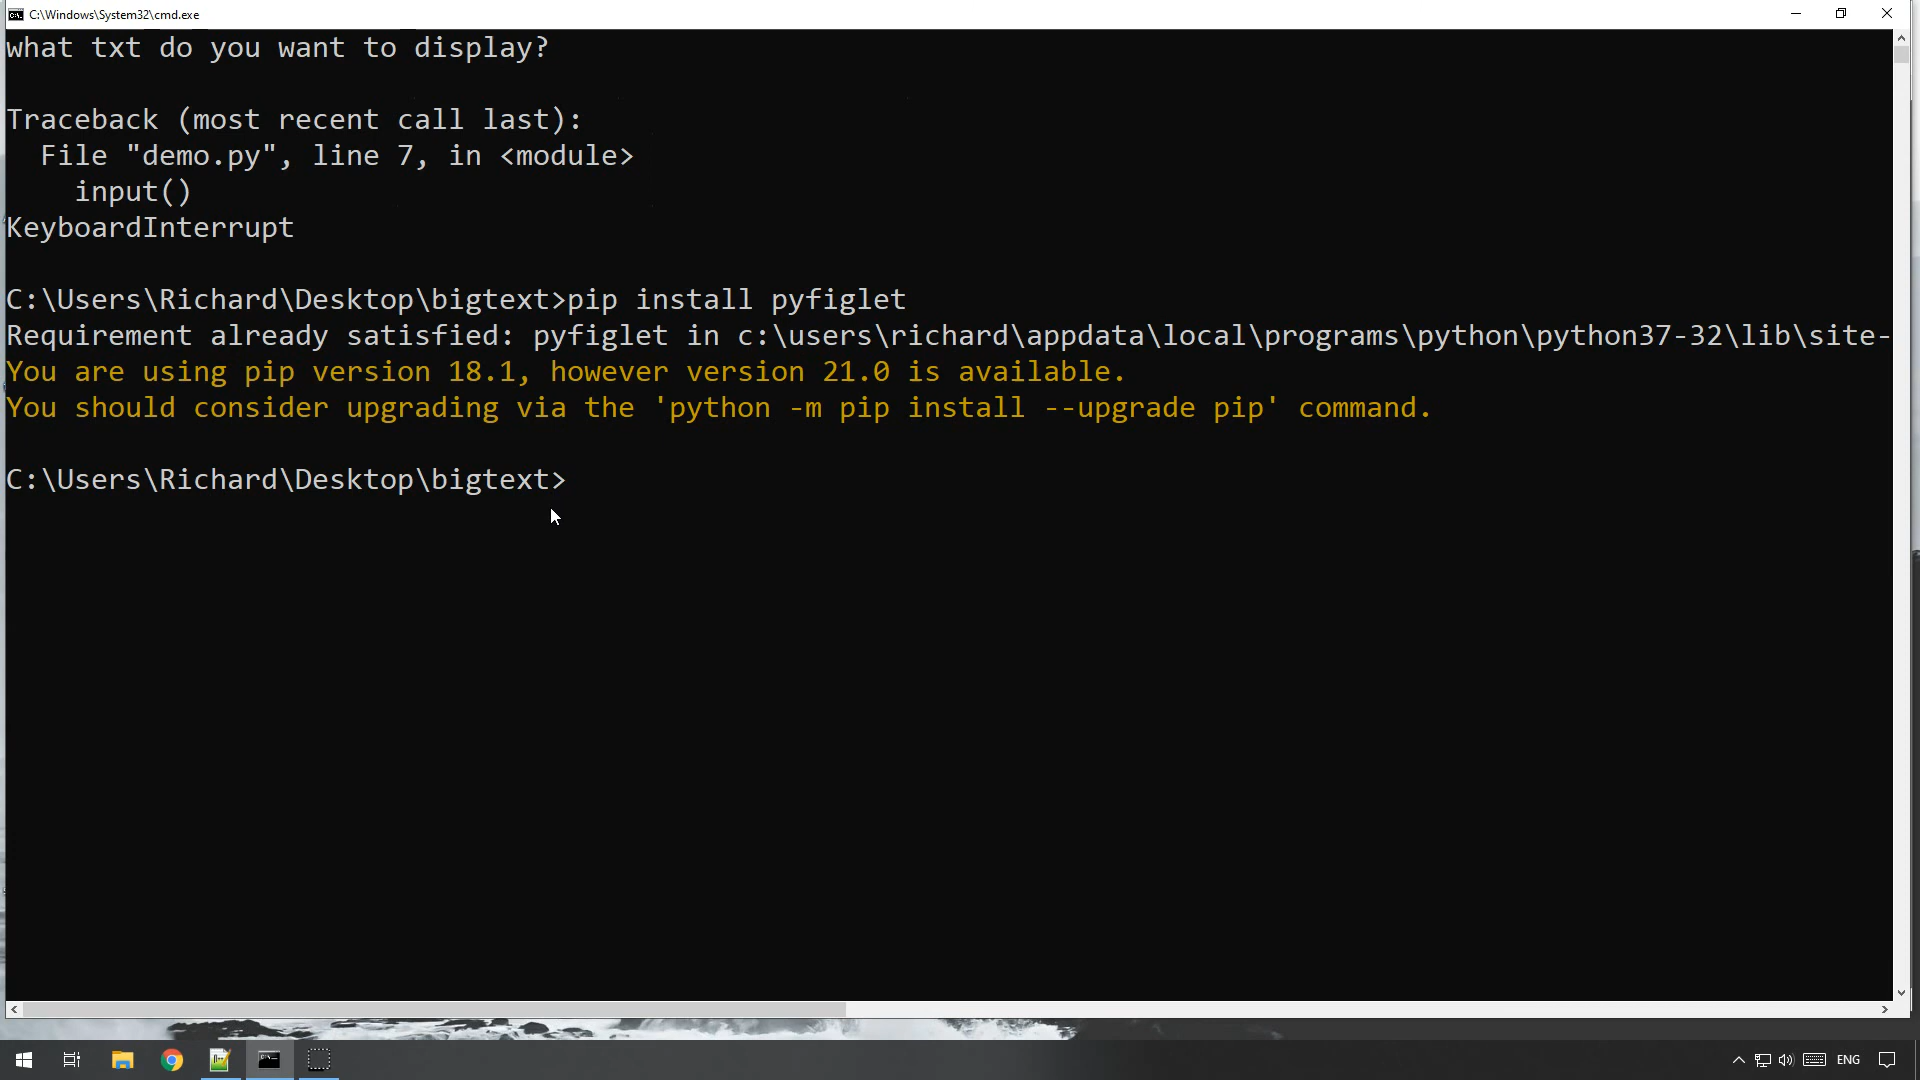 C:\Windows\System32\cmd.exe
what txt do you want to display?
Traceback (most recent call last):
  File "demo.py", line 7, in <module>
    input()
KeyboardInterrupt
C:\Users\Richard\Desktop\bigtext>pip install pyfiglet
Requirement already satisfied: pyfiglet in c:\users\richard\appdata\local\programs\python\python37-32\lib\site-
You are using pip version 18.1, however version 21.0 is available.
You should consider upgrading via the 'python -m pip install --upgrade pip' command.
C:\Users\Richard\Desktop\bigtext>
ENG